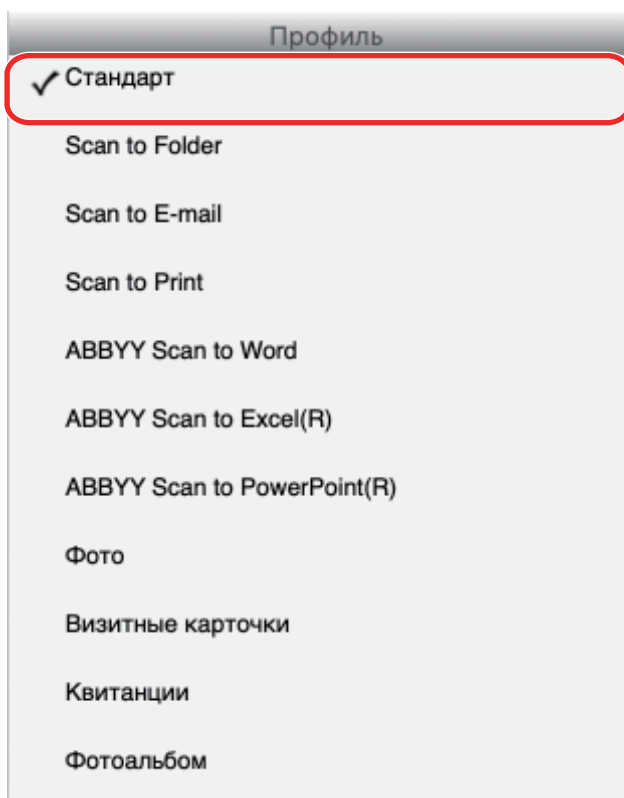 Профиль
Стандарт
Scan to Folder
Scan to E-mail
Scan to Print
ABBYY Scan to Word
ABBYY Scan to Excel(R)
ABBYY Scan to PowerPoint(R)
Фото
Визитные карточки
Квитанции
Фотоальбом